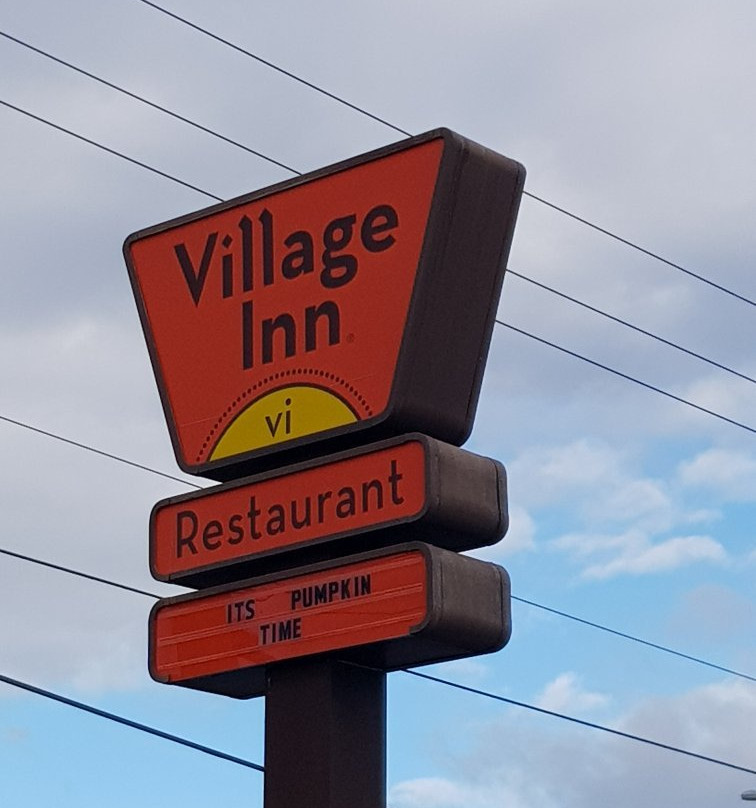 Village
Inn
vi
Restaurant
ITS PUMPKIN
TIME